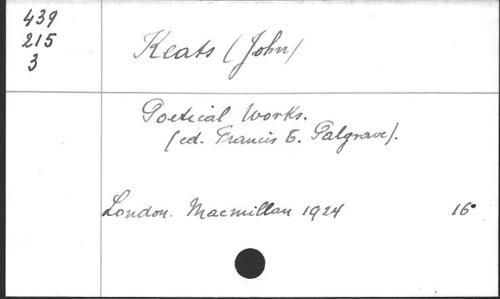 439
215
3
Keats (John)
Poetical Works.
(ed. Francis T. Palgrave).
London. Macmillan 1924
16°